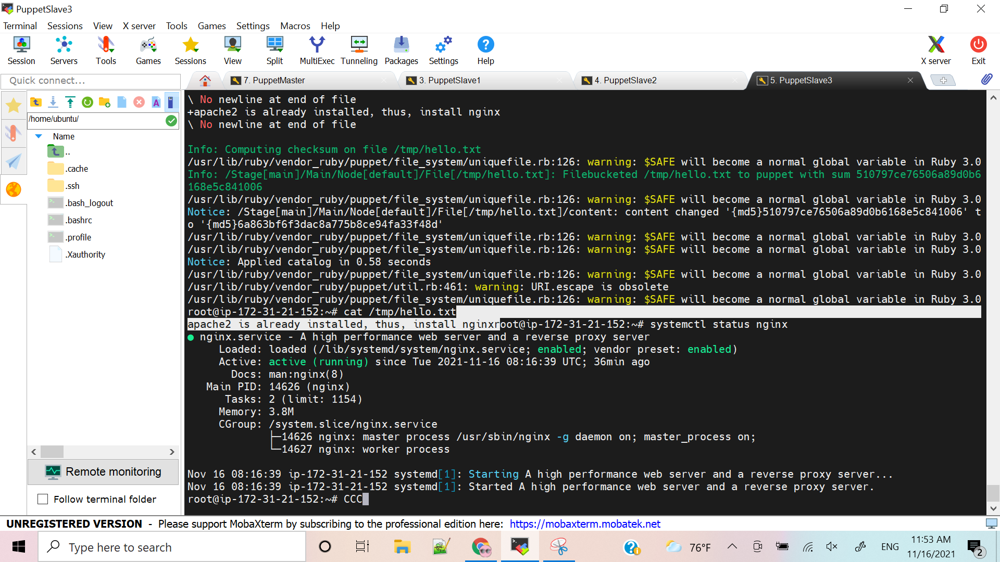 PuppetSlave3
Terminal Sessions View X server Tools Games Settings Macros Help
Session Servers Tools Games Sessions View Split MultiExec Tunneling Packages Settings Help X server Exit
Quick connect...
7. PuppetMaster
3. PuppetSlave1
4. PuppetSlave2
5. PuppetSlave3
/home/ubuntu/
Name
..
.cache
.ssh
.bash_logout
.bashrc
.profile
.Xauthority
Remote monitoring
Follow terminal folder
\ No newline at end of file
+apache2 is already installed, thus, install nginx
\ No newline at end of file
Info: Computing checksum on file /tmp/hello.txt
/usr/lib/ruby/vendor_ruby/puppet/file_system/uniquefile.rb:126: warning: $SAFE will become a normal global variable in Ruby 3.0
Info: /Stage[main]/Main/Node[default]/File[/tmp/hello.txt]: Filebucketed /tmp/hello.txt to puppet with sum 510797ce76506a89d0b6
168e5c841006
/usr/lib/ruby/vendor_ruby/puppet/file_system/uniquefile.rb:126: warning: $SAFE will become a normal global variable in Ruby 3.0
Notice: /Stage[main]/Main/Node[default]/File[/tmp/hello.txt]/content: content changed '{md5}510797ce76506a89d0b6168e5c841006' t
o '{md5}6a863bf6f3dac8a775b8ce94fa33f48d'
/usr/lib/ruby/vendor_ruby/puppet/file_system/uniquefile.rb:126: warning: $SAFE will become a normal global variable in Ruby 3.0
/usr/lib/ruby/vendor_ruby/puppet/file_system/uniquefile.rb:126: warning: $SAFE will become a normal global variable in Ruby 3.0
Notice: Applied catalog in 0.58 seconds
/usr/lib/ruby/vendor_ruby/puppet/file_system/uniquefile.rb:126: warning: $SAFE will become a normal global variable in Ruby 3.0
/usr/lib/ruby/vendor_ruby/puppet/util.rb:461: warning: URI.escape is obsolete
/usr/lib/ruby/vendor_ruby/puppet/file_system/uniquefile.rb:126: warning: $SAFE will become a normal global variable in Ruby 3.0
root@ip-172-31-21-152:~# cat /tmp/hello.txt
apache2 is already installed, thus, install nginxroot@ip-172-31-21-152:~# systemctl status nginx
● nginx.service - A high performance web server and a reverse proxy server
Loaded: loaded (/lib/systemd/system/nginx.service; enabled; vendor preset: enabled)
Active: active (running) since Tue 2021-11-16 08:16:39 UTC; 36min ago
Docs: man:nginx(8)
Main PID: 14626 (nginx)
Tasks: 2 (limit: 1154)
Memory: 3.8M
CGroup: /system.slice/nginx.service
├─14626 nginx: master process /usr/sbin/nginx -g daemon on; master_process on;
└─14627 nginx: worker process
Nov 16 08:16:39 ip-172-31-21-152 systemd[1]: Starting A high performance web server and a reverse proxy server...
Nov 16 08:16:39 ip-172-31-21-152 systemd[1]: Started A high performance web server and a reverse proxy server.
root@ip-172-31-21-152:~# CCC
UNREGISTERED VERSION - Please support MobaXterm by subscribing to the professional edition here: https://mobaxterm.mobatek.net
Type here to search
76°F
ENG
11:53 AM
11/16/2021
2